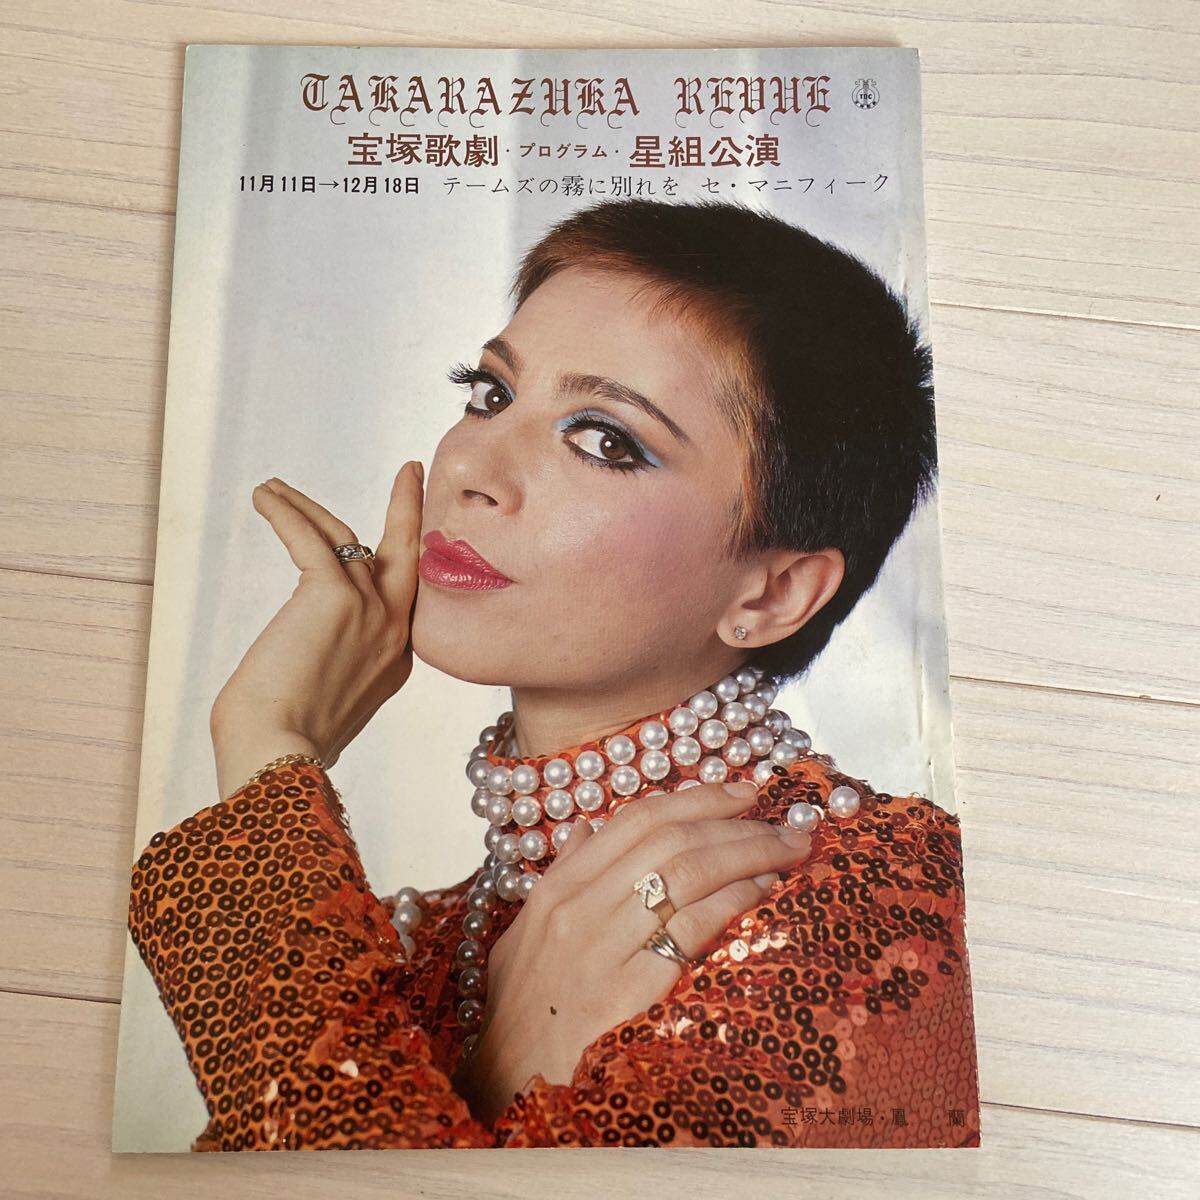 TAKARAZUKA REVUE
TDC
宝塚歌劇・プログラム・星組公演
11月11日→12月18日 テームズの霧に別れを セ・マニフィーク
宝塚大劇場・鳳 蘭